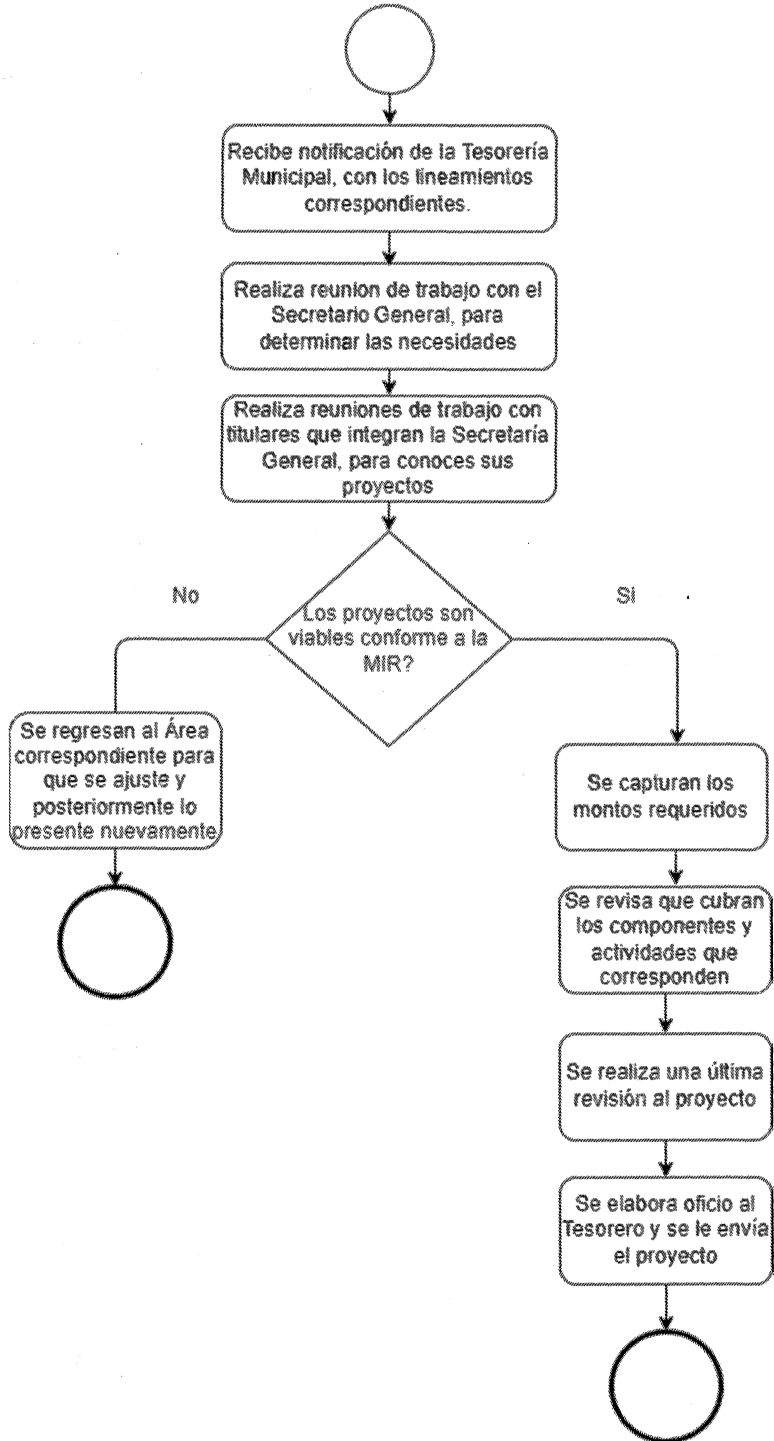 Recibe notificación de la Tesorería
Municipal, con los lineamientos
correspondientes.
Realiza reunion de trabajo con el
Secretario General, para
determinar las necesidades
Realiza reuniones de trabajo con
titulares que integran la Secretaría
General, para conoces sus
proyectos
No
Si
Los proyectos son
viables conforme a la
MIR?
Se regresan al Área
correspondiente para
que se ajuste y
posteriormente lo
presente nuevamente
Se capturan los
montos requeridos
Se revisa que cubran
los componentes y
actividades que
corresponden
Se realiza una última
revisión al proyecto
Se elabora oficio al
Tesorero y se le envía
el proyecto